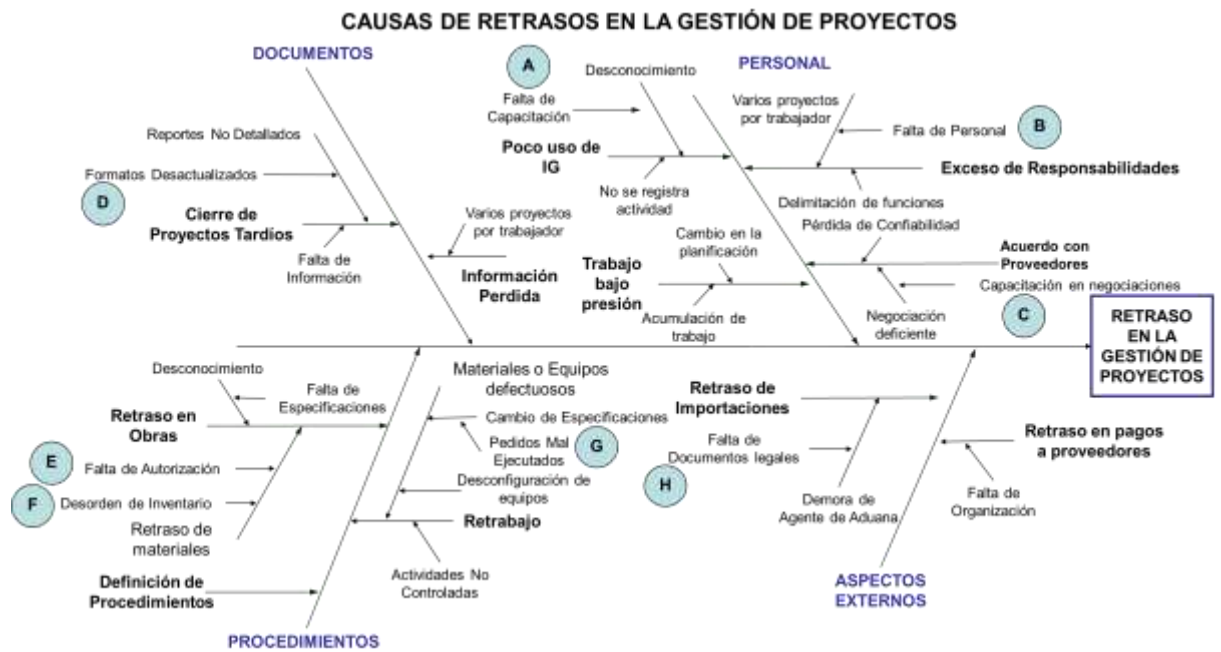 CAUSAS DE RETRASOS EN LA GESTIÓN DE PROYECTOS
DOCUMENTOS
A
Desconocimiento
PERSONAL
Falta de
Capacitación
Varios proyectos
por trabajador
Reportes No Detallados
Falta de Personal
B
Poco uso de
IG
Exceso de Responsabilidades
Formatos Desactualizados
D
No se registra
actividad
Delimitación de funciones
Cierre de
Proyectos Tardíos
Varios proyectos
por trabajador
Cambio en la
planificación
Pérdida de Confiabilidad
Falta de
Información
Información
Perdida
Trabajo
bajo
presión
Acuerdo con
Proveedores
Capacitación en negociaciones
Acumulación de
trabajo
Negociación
deficiente
C
RETRASO
EN LA
GESTIÓN DE
PROYECTOS
Desconocimiento
Falta de
Especificaciones
Materiales o Equipos
defectuosos
Retraso de
Importaciones
Retraso en
Obras
Cambio de Especificaciones
Pedidos Mal
Ejecutados
G
Falta de
Documentos legales
Retraso en pagos
a proveedores
E
Falta de Autorización
Desconfiguración de
equipos
H
F
Desorden de Inventario
Retrabajo
Demora de
Agente de Aduana
Falta de
Organización
Retraso de
materiales
Definición de
Procedimientos
Actividades No
Controladas
ASPECTOS
EXTERNOS
PROCEDIMIENTOS